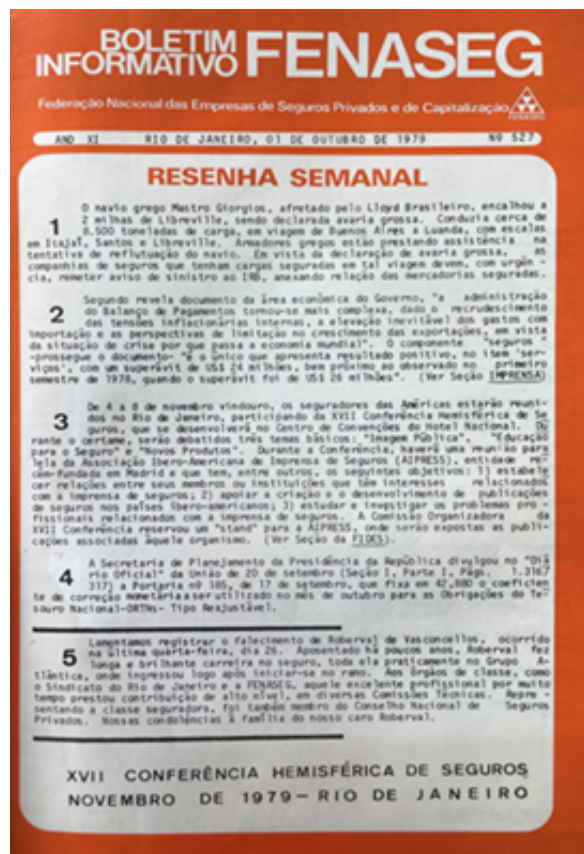 BOLETIM
INFORMATIVO FENASEG
Federação Nacional das Empresas de Seguros Privados e de Capitalização
FENASEG
ANO XI RIO DE JANEIRO, 01 DE OUTUBRO DE 1979 Nº 527
RESENHA SEMANAL
1
O navio grego Mastro Giorgios, afretado pelo Lloyd Brasileiro, encalhou a
2 milhas de Libreville, sendo declarada avaria grossa. Conduzia cerca de
8.500 toneladas de carga, em viagem de Buenos Aires a Luanda, com escalas
em Itajaí, Santos e Libreville. Armadores gregos estão prestando assistência na
tentativa de reflutuação do navio. Em vista da declaração de avaria grossa, as
companhias de seguros que tenham cargas seguradas em tal viagem devem, com urgên -
cia, remeter aviso de sinistro ao IRB, anexando relação das mercadorias seguradas.
2
Segundo revela documento da área econômica do Governo, "a administração
do Balanço de Pagamentos tornou-se mais complexa, dado o recrudescimento
das tensões inflacionárias internas, a elevação inevitável dos gastos com
importação e as perspectivas de limitação no crescimento das exportações, em vista
da situação de crise por que passa a economia mundial". O componente "seguros "
-prossegue o documento- "é o único que apresenta resultado positivo, no item 'ser-
viços', com um superávit de US$ 24 milhões, bem próximo ao observado no primeiro
semestre de 1978, quando o superávit foi de US$ 26 milhões". (Ver Seção IMPRENSA)
3
De 4 a 8 de novembro vindouro, os seguradores das Américas estarão reuni-
dos no Rio de Janeiro, participando da XVII Conferência Hemisférica de Se
guros, que se desenvolverá no Centro de Convenções do Hotel Nacional. Du
rante o certame, serão debatidos três temas básicos: "Imagem Pública", "Educação
para o Seguro" e "Novos Produtos". Durante a Conferência, haverá uma reunião para
lela da Associação Ibero-Americana de Imprensa de Seguros (AIPRESS), entidade re-
cém-fundada em Madrid e que tem, entre outros, os seguintes objetivos: 1) estabele
cer relações entre seus membros ou instituições que têm interesses relacionados
com a imprensa de seguros; 2) apoiar a criação e o desenvolvimento de publicações
de seguros nos países ibero-americanos; 3) estudar e investigar os problemas pro -
fissionais relacionados com a imprensa de seguros. A Comissão Organizadora da
XVII Conferência reservou um "Stand" para a AIPRESS, onde serão expostas as publi-
cações associadas àquele organismo. (Ver Seção da FIDES).
4
A Secretaria de Planejamento da Presidência da República divulgou no "Diá
rio Oficial" da União de 20 de setembro (Seção I, Parte I, Págs. 1.3167
317) a Portaria nº 180, de 17 de setembro, que fixa em 42,880 o coeficien
te de correção monetária a ser utilizado no mês de outubro para as Obrigações do Te-
souro Nacional-ORTNs- Tipo Reajustável.
5
Lamentamos registrar o falecimento de Roberval de Vasconcellos, ocorrido
na última quarta-feira, dia 26. Aposentado há poucos anos, Roberval fez
longa e brilhante carreira no seguro, toda ela praticamente no Grupo A-
tlântica, onde ingressou logo após iniciar-se no ramo. Aos órgãos de classe, como
o Sindicato do Rio de Janeiro e a FENASEG, aquele excelente profissional por muito
tempo prestou contribuição de alto nível, em diversas Comissões Técnicas. Repre -
sentando a classe seguradora, foi também membro do Conselho Nacional de Seguros
Privados. Nossas condolências à família do nosso caro Roberval.
XVII CONFERÊNCIA HEMISFÉRICA DE SEGUROS
NOVEMBRO DE 1979 – RIO DE JANEIRO